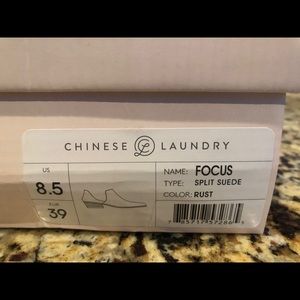 CHINESE LAUNDRY
US
8.5
EUR
39
NAME: FOCUS
TYPE: SPLIT SUEDE
COLOR: RUST